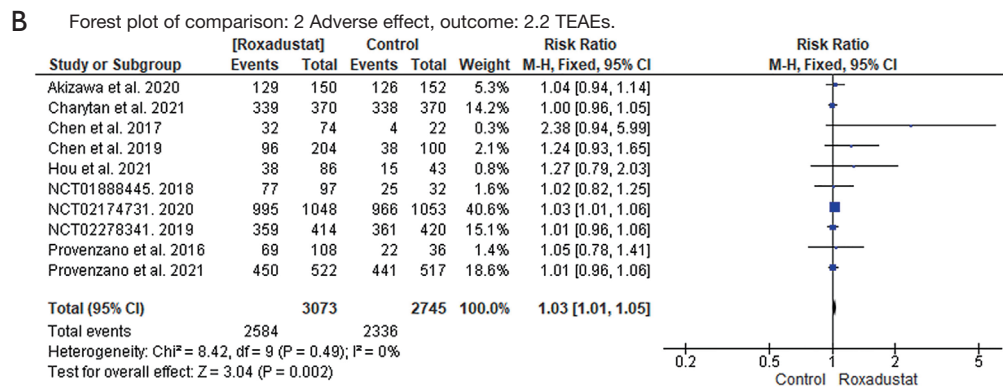 B Forest plot of comparison: 2 Adverse effect, outcome: 2.2 TEAEs.
[Roxadustat] Control Risk Ratio Risk Ratio
Study or Subgroup Events Total Events Total Weight M-H, Fixed, 95% CI M-H, Fixed, 95% CI
Akizawa et al. 2020 129 150 126 152 5.3% 1.04 [0.94, 1.14]
Charytan et al. 2021 339 370 338 370 14.2% 1.00 [0.96, 1.05]
Chen et al. 2017 32 74 4 22 0.3% 2.38 [0.94, 5.99]
Chen et al. 2019 96 204 38 100 2.1% 1.24 [0.93, 1.65]
Hou et al. 2021 38 86 15 43 0.8% 1.27 [0.79, 2.03]
NCT01888445. 2018 77 97 25 32 1.6% 1.02 [0.82, 1.25]
NCT02174731. 2020 995 1048 966 1053 40.6% 1.03 [1.01, 1.06]
NCT02278341. 2019 359 414 361 420 15.1% 1.01 [0.96, 1.06]
Provenzano et al. 2016 69 108 22 36 1.4% 1.05 [0.78, 1.41]
Provenzano et al. 2021 450 522 441 517 18.6% 1.01 [0.96, 1.06]
Total (95% CI) 3073 2745 100.0% 1.03 [1.01, 1.05]
Total events 2584 2336
Heterogeneity: Chi² = 8.42, df = 9 (P = 0.49); I² = 0%
Test for overall effect: Z = 3.04 (P = 0.002)
0.2 0.5 1 2 5
Control Roxadustat